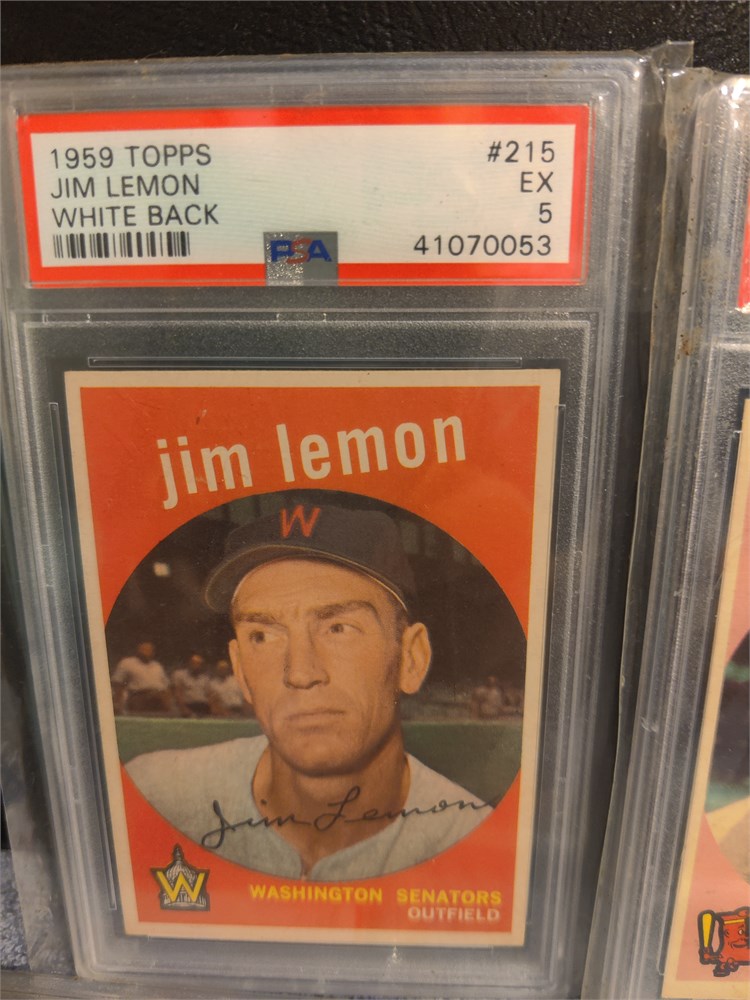 1959 TOPPS #215
JIM LEMON EX
WHITE BACK 5
PSA 41070053
jim lemon
W
Jim Lemon
W
WASHINGTON SENATORS
OUTFIELD